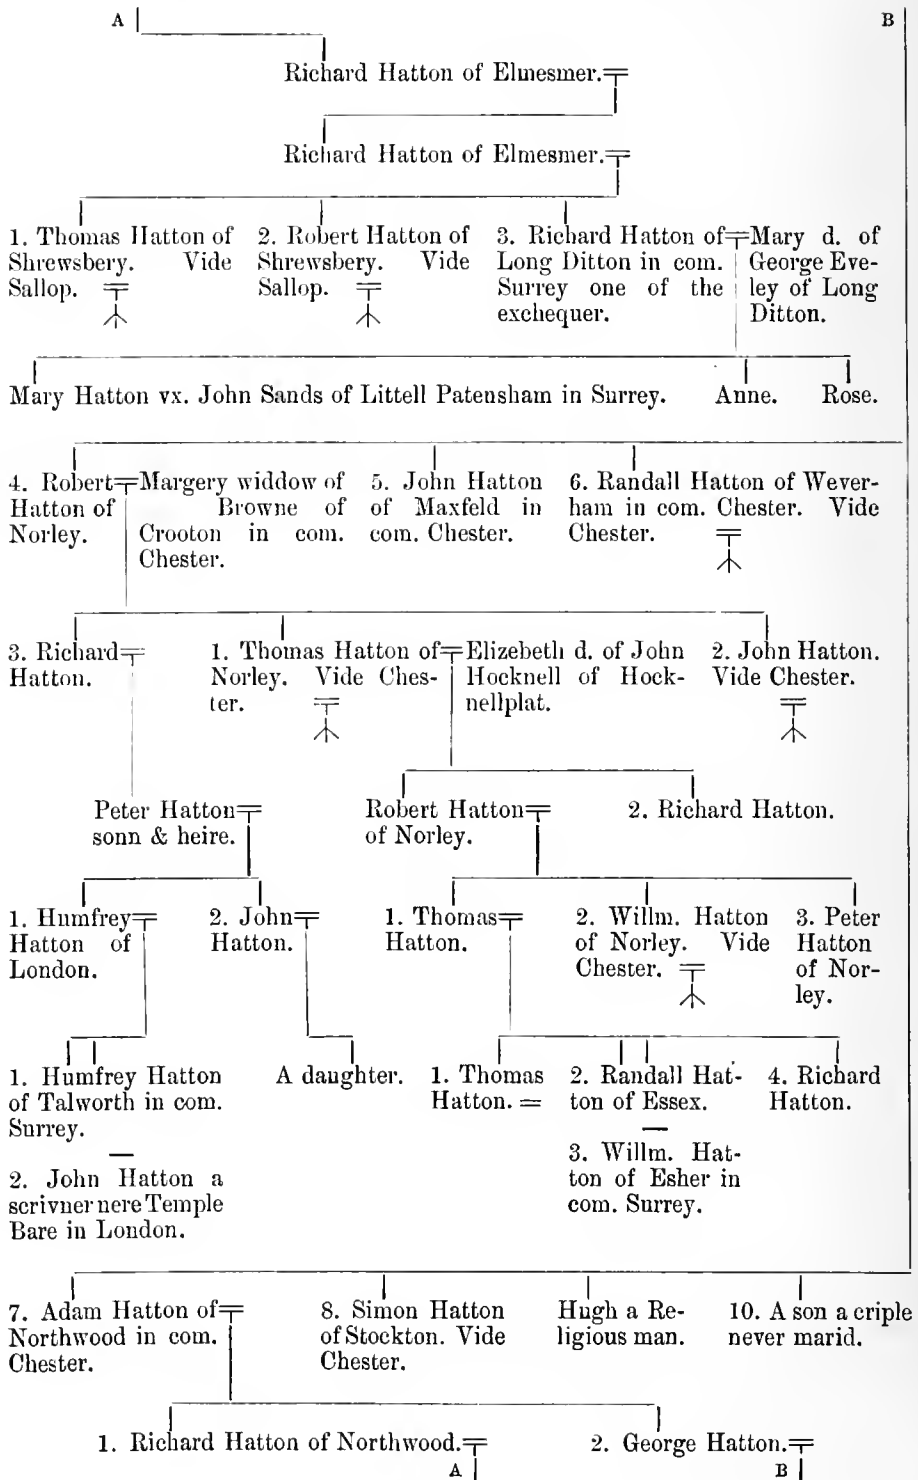 A B
Richard Hatton of Elmesmer.
Richard Hatton of Elmesmer.
1. Thomas Hatton of
Shrewsbery. Vide
Sallop.
2. Robert Hatton of
Shrewsbery. Vide
Sallop.
3. Richard Hatton of
Long Ditton in com.
Surrey one of the
exchequer.
Mary d. of
George Eve-
ley of Long
Ditton.
Mary Hatton vx. John Sands of Littell Patensham in Surrey. Anne. Rose.
4. Robert
Hatton of
Norley.
Margery widdow of
Browne of
Crooton in com.
Chester.
5. John Hatton
of Maxfeld in
com. Chester.
6. Randall Hatton of Wever-
ham in com. Chester. Vide
Chester.
3. Richard
Hatton.
1. Thomas Hatton of
Norley. Vide Ches-
ter.
Elizebeth d. of John
Hocknell of Hock-
nellplat.
2. John Hatton.
Vide Chester.
Peter Hatton
sonn & heire.
Robert Hatton
of Norley.
2. Richard Hatton.
1. Humfrey
Hatton of
London.
2. John
Hatton.
1. Thomas
Hatton.
2. Willm. Hatton
of Norley. Vide
Chester.
3. Peter
Hatton
of Nor-
ley.
1. Humfrey Hatton
of Talworth in com.
Surrey.
2. John Hatton a
scrivner nere Temple
Bare in London.
A daughter.
1. Thomas
Hatton. =
2. Randall Hat-
ton of Essex.
3. Willm. Hat-
ton of Esher in
com. Surrey.
4. Richard
Hatton.
7. Adam Hatton of
Northwood in com.
Chester.
8. Simon Hatton
of Stockton. Vide
Chester.
Hugh a Re-
ligious man.
10. A son a criple
never marid.
1. Richard Hatton of Northwood.
A
2. George Hatton.
B